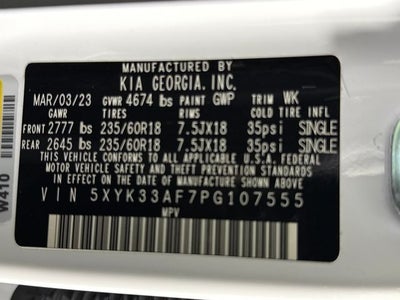 MANUFACTURED BY
KIA GEORGIA, INC.
MAR/03/23 GVWR 4674 lbs PAINT GWP TRIM WK
GAWR TIRES RIMS COLD TIRE INFL
FRONT 2777 lbs 235/60R18 7.5JX18 35psi SINGLE
REAR 2645 lbs 235/60R18 7.5JX18 35psi SINGLE
THIS VEHICLE CONFORMS TO ALL APPLICABLE FEDERAL
MOTOR VEHICLE SAFETY STANDARDS IN EFFECT ON THE
DATE OF MANUFACTURE SHOWN ABOVE
VIN 5XYK33AF7PG107555
MPV
W410